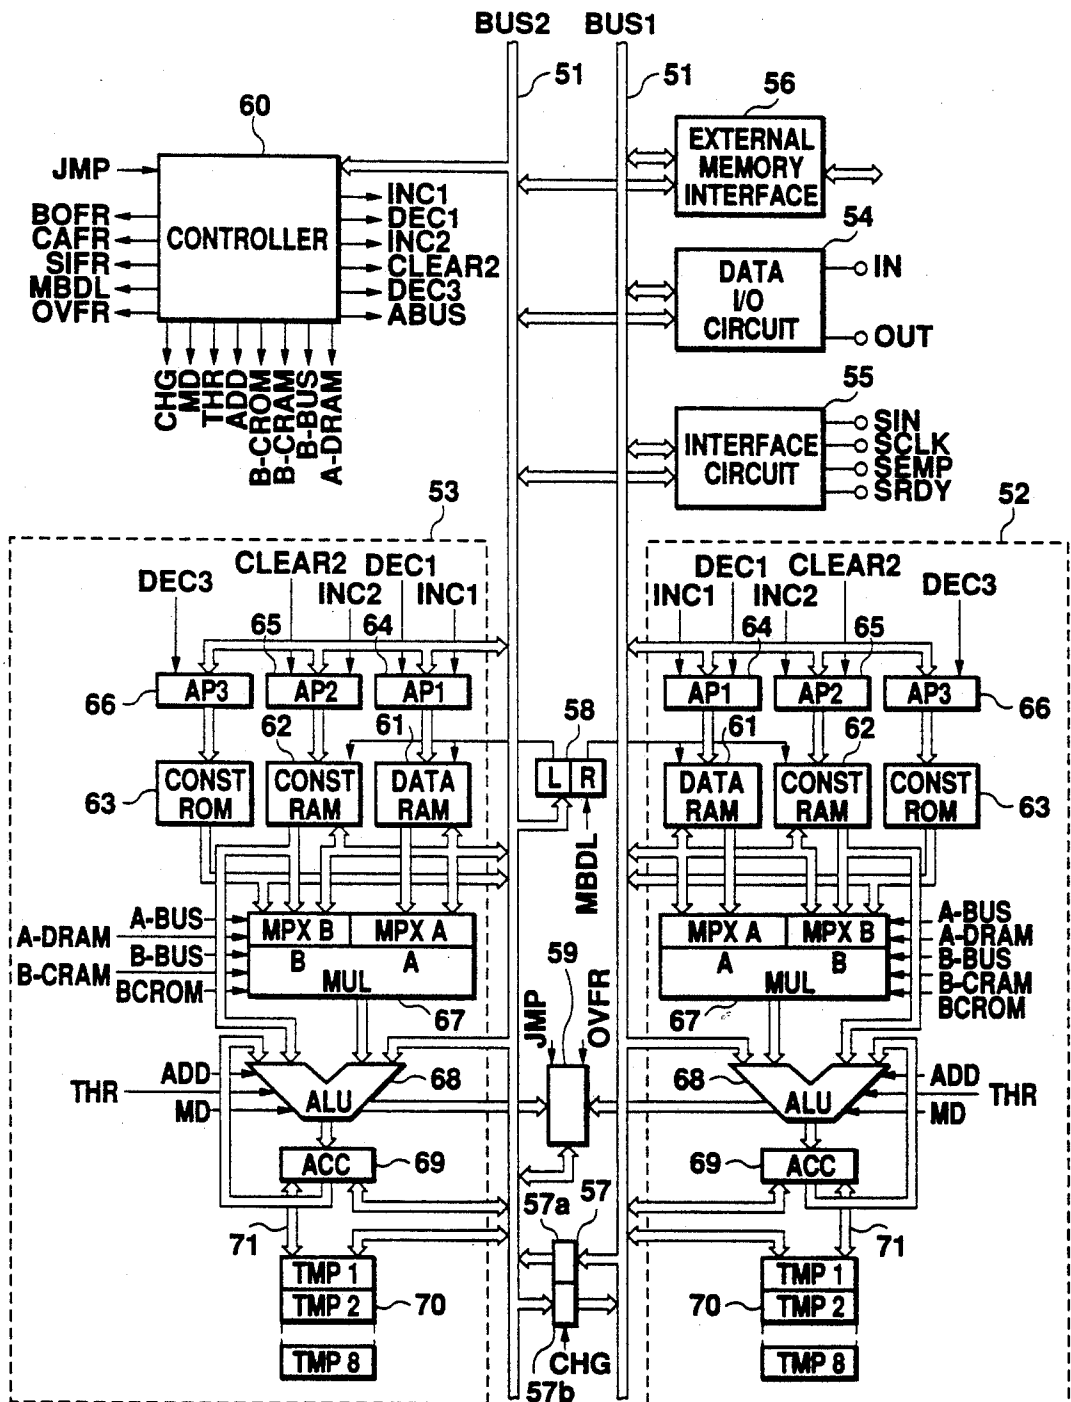 BUS2 BUS1
51 51
60
JMP
BOFR
CAFR
SIFR
MBDL
OVFR
CONTROLLER
INC1
DEC1
INC2
CLEAR2
DEC3
ABUS
CHG
MD
THR
ADD
B-CROM
B-CRAM
B-BUS
A-DRAM
56
EXTERNAL
MEMORY
INTERFACE
54
DATA
I/O
CIRCUIT
IN
OUT
55
INTERFACE
CIRCUIT
SIN
SCLK
SEMP
SRDY
53
DEC3
CLEAR2
INC2
DEC1
INC1
65
64
66
AP3
AP2
AP1
62
61
63
CONST
ROM
CONST
RAM
DATA
RAM
A-BUS
A-DRAM
B-BUS
B-CRAM
BCROM
MPX B
MPX A
B
A
MUL
67
ADD
THR
MD
ALU
68
ACC
69
71
TMP 1
TMP 2
70
TMP 8
58
L
R
MBDL
JMP
59
OVFR
57a
57
57b
CHG
52
INC1
DEC1
INC2
CLEAR2
DEC3
64
65
AP1
AP2
AP3
66
61
62
DATA
RAM
CONST
RAM
CONST
ROM
63
MPX A
MPX B
A
B
MUL
67
A-BUS
A-DRAM
B-BUS
B-CRAM
BCROM
68
ALU
ADD
THR
MD
69
ACC
71
TMP 1
70
TMP 2
TMP 8